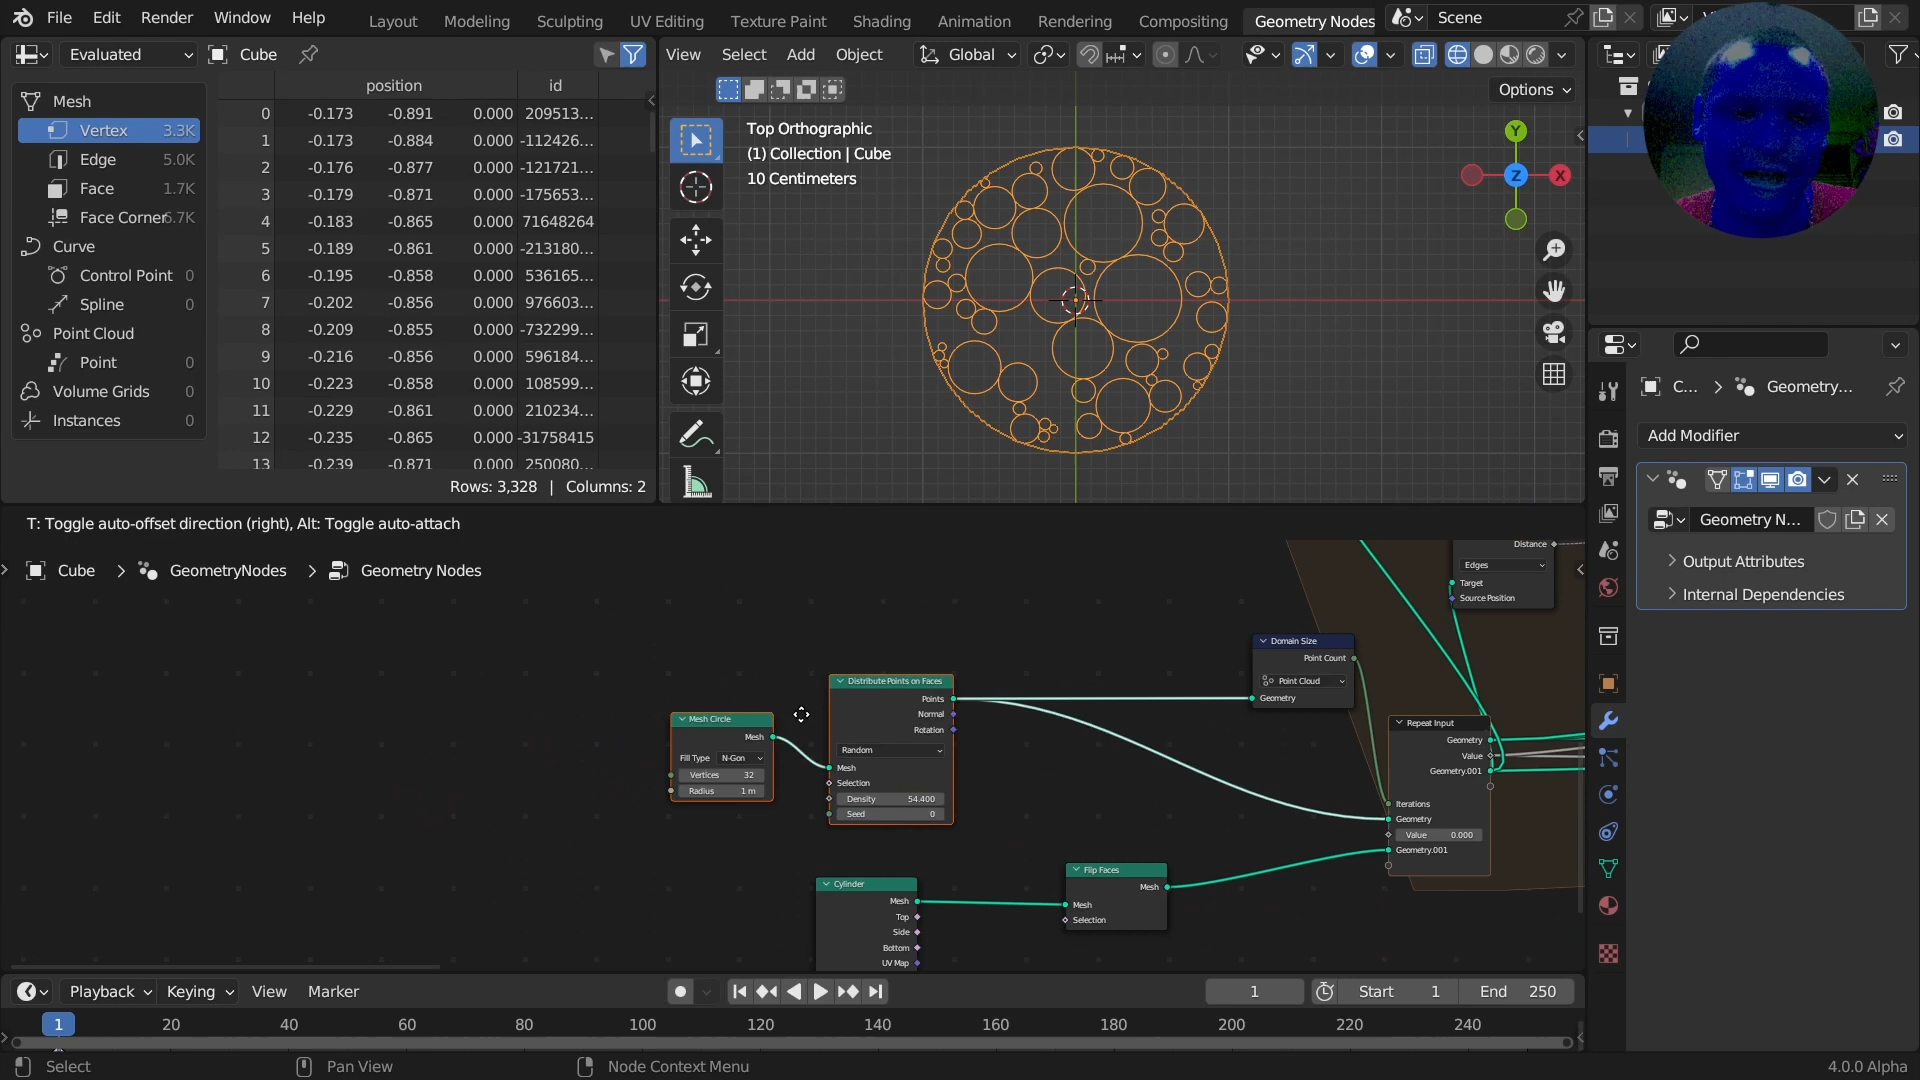 File Edit Render Window Help Layout Modeling Sculpting UV Editing Texture Paint Shading Animation Rendering Compositing Geometry Nodes Scene
Evaluated Cube
View Select Add Object Global
Options
position id
Mesh
Vertex 3.3K
Edge 5.0K
Face 1.7K
Face Corner 6.7K
Curve
Control Point 0
Spline 0
Point Cloud
Point 0
Volume Grids 0
Instances 0
0 -0.173 -0.891 0.000 209513...
1 -0.173 -0.884 0.000 -112426...
2 -0.176 -0.877 0.000 -121721...
3 -0.179 -0.871 0.000 -175653...
4 -0.183 -0.865 0.000 71648264
5 -0.189 -0.861 0.000 -213180...
6 -0.195 -0.858 0.000 536165...
7 -0.202 -0.856 0.000 976603...
8 -0.209 -0.855 0.000 -732299...
9 -0.216 -0.856 0.000 596184...
10 -0.223 -0.858 0.000 108599...
11 -0.229 -0.861 0.000 210234...
12 -0.235 -0.865 0.000 -31758415
13 -0.239 -0.871 0.000 250080...
Rows: 3,328 | Columns: 2
Top Orthographic
(1) Collection | Cube
10 Centimeters
Y
Z
X
T: Toggle auto-offset direction (right), Alt: Toggle auto-attach
Cube > GeometryNodes > Geometry Nodes
Mesh Circle
Mesh
Fill Type N-Gon
Vertices 32
Radius 1 m
Distribute Points on Faces
Points
Normal
Rotation
Random
Mesh
Selection
Density 54.400
Seed 0
Cylinder
Mesh
Top
Side
Bottom
UV Map
Flip Faces
Mesh
Mesh
Selection
Domain Size
Point Count
Point Cloud
Geometry
Distance
Edges
Target
Source Position
Repeat Input
Geometry
Value
Geometry.001
Iterations
Geometry
Value 0.000
Geometry.001
C... > Geometry...
Add Modifier
Geometry N...
Output Attributes
Internal Dependencies
Playback Keying View Marker
1 Start 1 End 250
1 20 40 60 80 100 120 140 160 180 200 220 240
Select Pan View Node Context Menu 4.0.0 Alpha